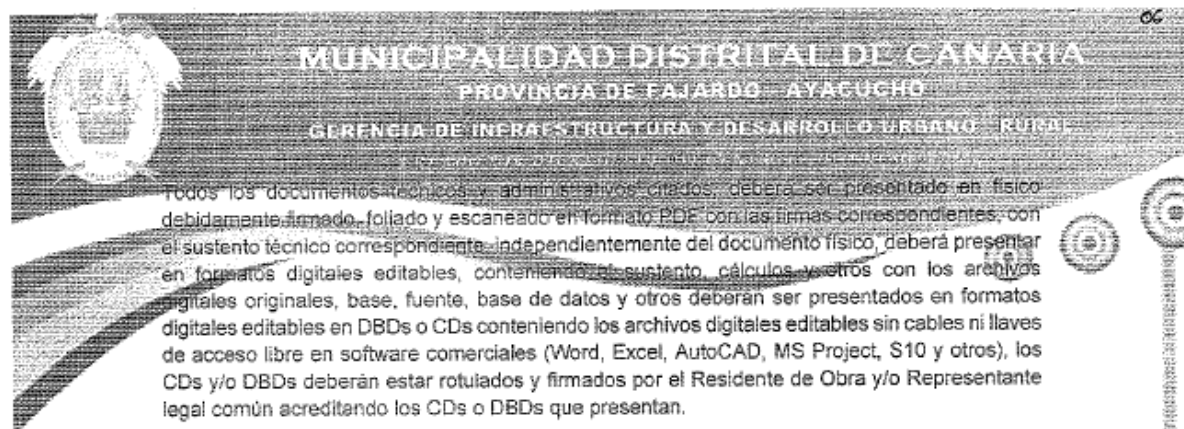 06
MUNICIPALIDAD DISTRITAL DE CANARIA
PROVINCIA DE FAJARDO - AYACUCHO
GERENCIA DE INFRAESTRUCTURA Y DESARROLLO URBANO - RURAL
Todos los documentos técnicos y administrativos citados, deberá ser presentado en físico
debidamente firmado, foliado y escaneado en formato PDF con las firmas correspondientes, con
el sustento técnico correspondiente, independientemente del documento físico, deberá presentar
en formatos digitales editables, conteniendo el sustento, cálculos y otros con los archivos
digitales originales, base, fuente, base de datos y otros deberán ser presentados en formatos
digitales editables en DBDs o CDs conteniendo los archivos digitales editables sin cables ni llaves
de acceso libre en software comerciales (Word, Excel, AutoCAD, MS Project, S10 y otros), los
CDs y/o DBDs deberán estar rotulados y firmados por el Residente de Obra y/o Representante
legal común acreditando los CDs o DBDs que presentan.